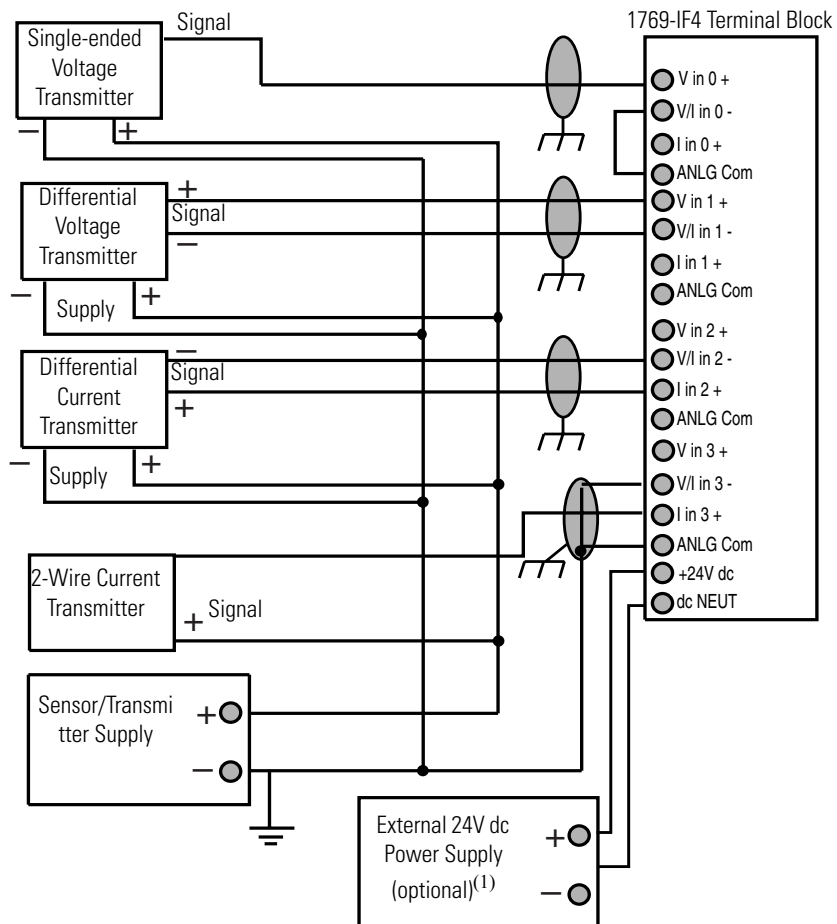 1769-IF4 Terminal Block
Single-ended
Voltage
Transmitter
Signal
−
+
Differential
Voltage
Transmitter
+
Signal
−
−
Supply
+
Differential
Current
Transmitter
−
Signal
+
−
Supply
+
2-Wire Current
Transmitter
+ Signal
Sensor/Transmi
tter Supply
+
−
External 24V dc
Power Supply
(optional)(1)
+
−
V in 0 +
V/I in 0 -
I in 0 +
ANLG Com
V in 1 +
V/I in 1 -
I in 1 +
ANLG Com
V in 2 +
V/I in 2 -
I in 2 +
ANLG Com
V in 3 +
V/I in 3 -
I in 3 +
ANLG Com
+24V dc
dc NEUT